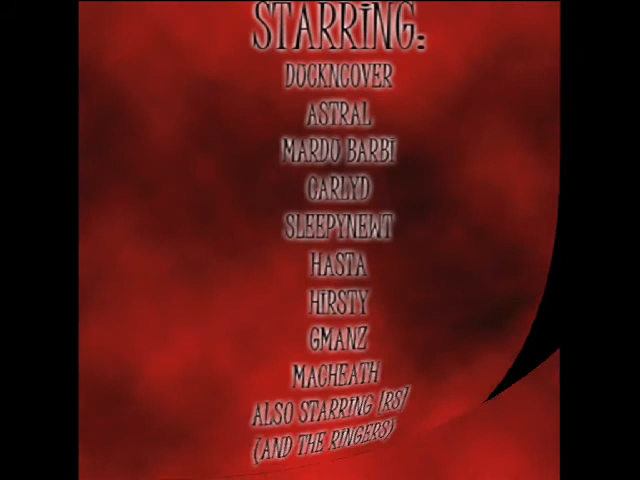 STARRING:
DUCKNCOVER
ASTRAL
MARDU BARBI
CARLYD
SLEEPYNEWT
HASTA
HIRSTY
GMANZ
MACHEATH
ALSO STARRING [RS]
(AND THE RINGERS)